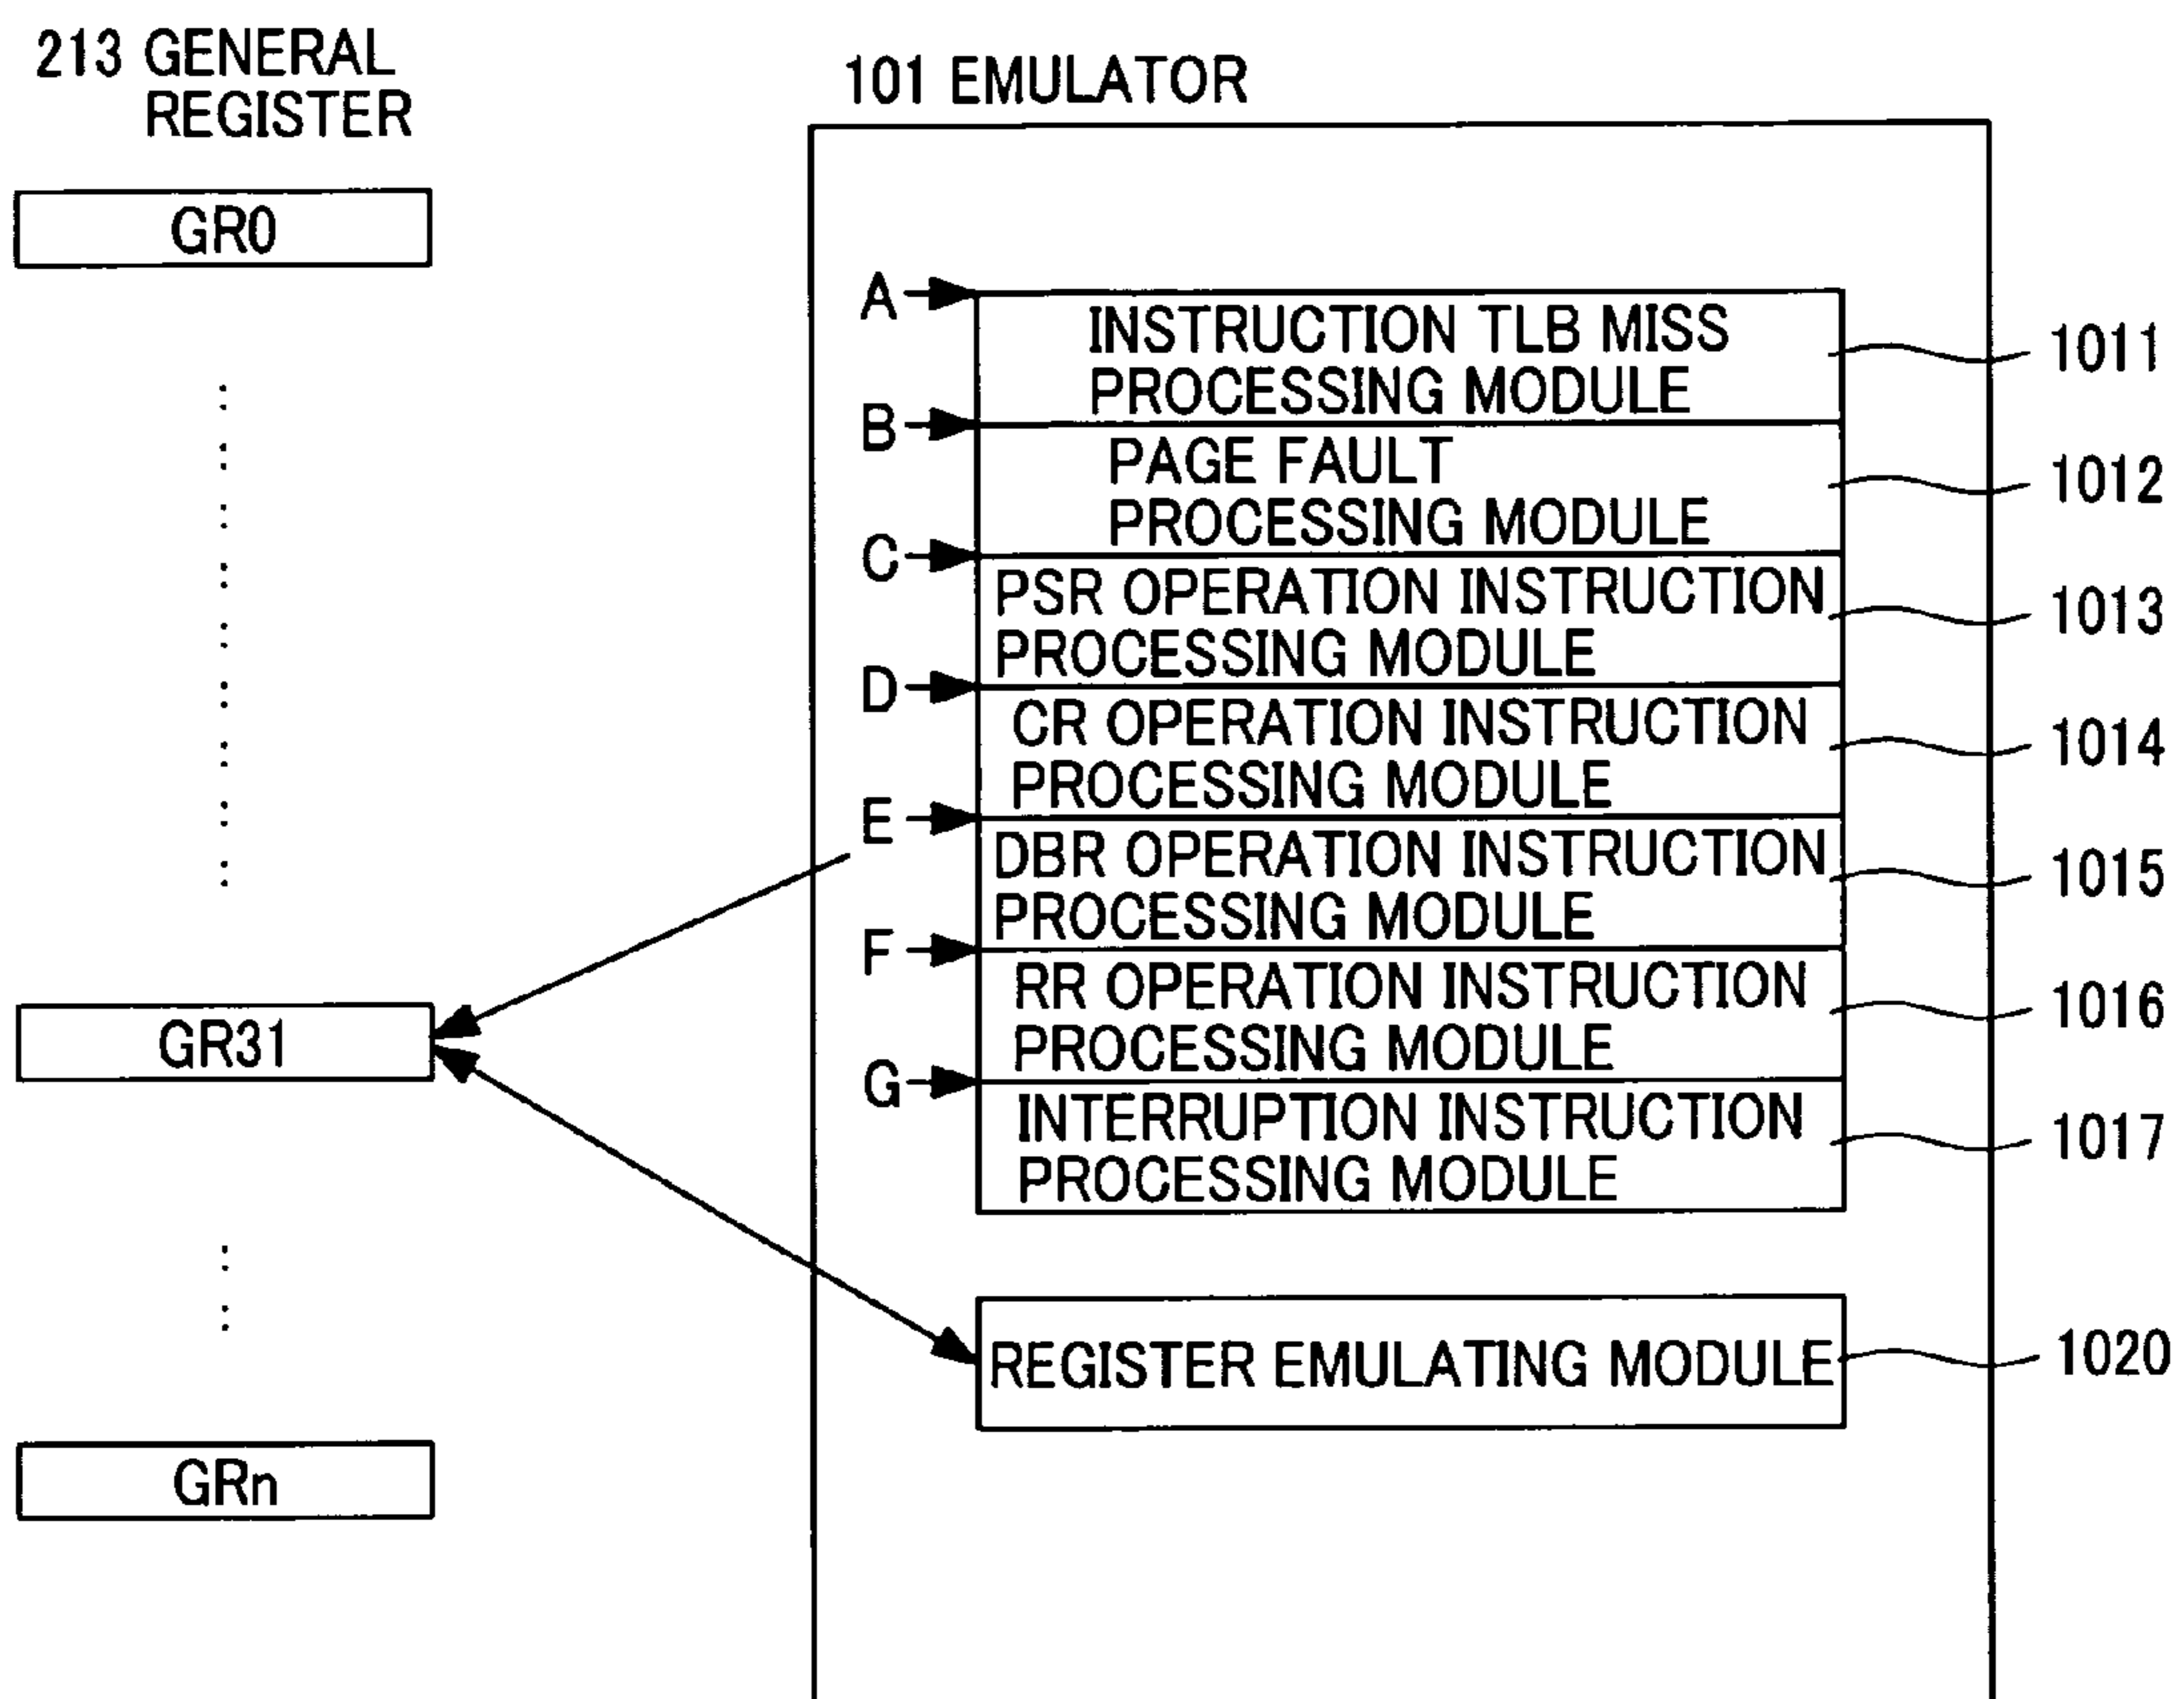 213 GENERAL
REGISTER
GR0
GR31
GRn
101 EMULATOR
A
INSTRUCTION TLB MISS
PROCESSING MODULE
1011
B
PAGE FAULT
PROCESSING MODULE
1012
C
PSR OPERATION INSTRUCTION
PROCESSING MODULE
1013
D
CR OPERATION INSTRUCTION
PROCESSING MODULE
1014
E
DBR OPERATION INSTRUCTION
PROCESSING MODULE
1015
F
RR OPERATION INSTRUCTION
PROCESSING MODULE
1016
G
INTERRUPTION INSTRUCTION
PROCESSING MODULE
1017
REGISTER EMULATING MODULE
1020